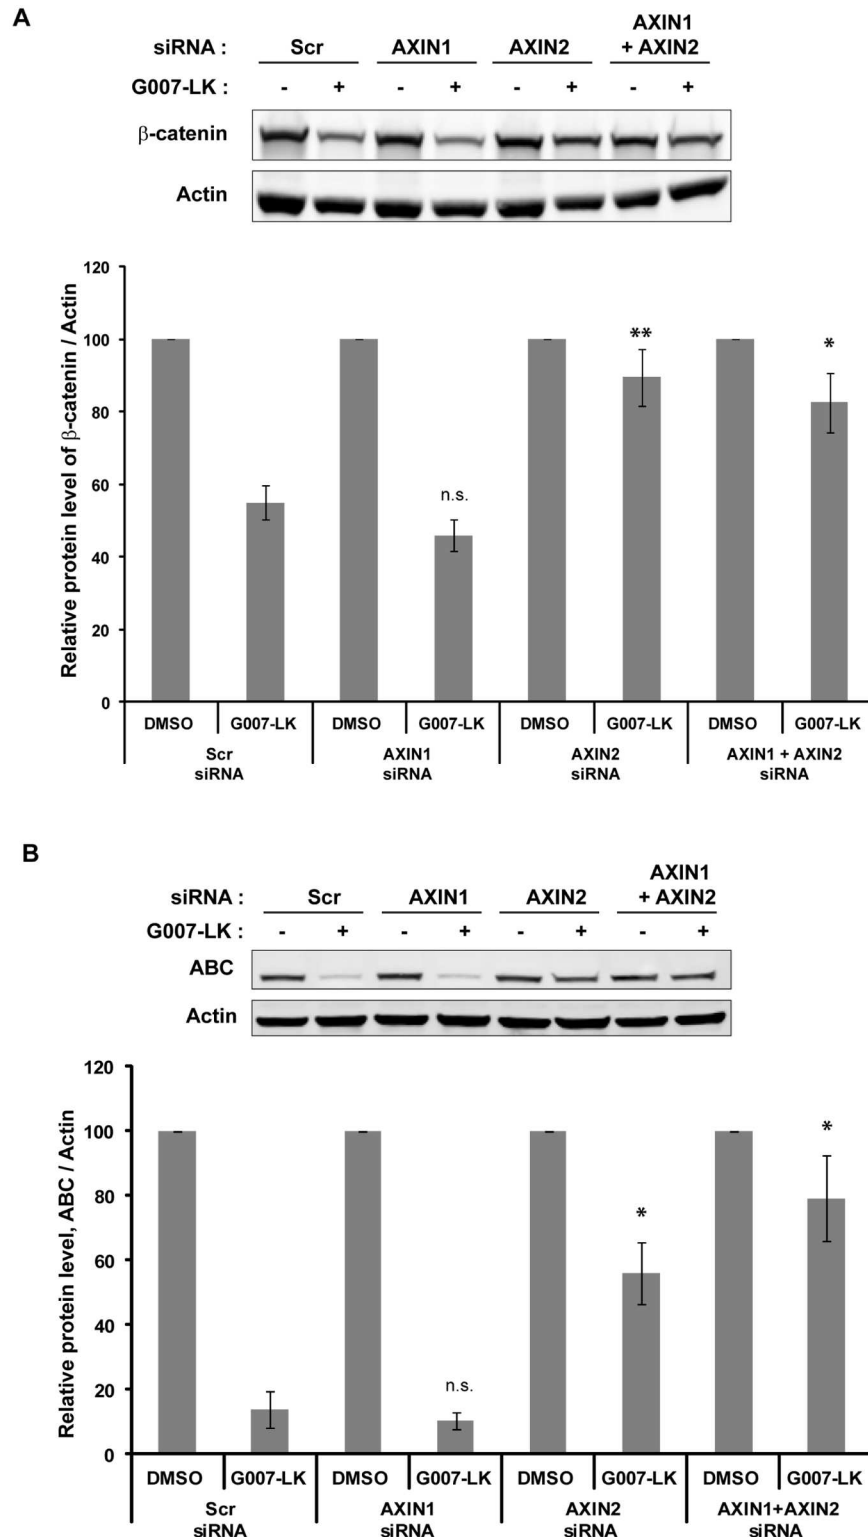 A
siRNA : Scr AXIN1 AXIN2 AXIN1 + AXIN2
G007-LK : - + - + - + - +
β-catenin
Actin
Relative protein level of β-catenin / Actin
120
100
80
60
40
20
0
n.s.
**
*
DMSO G007-LK DMSO G007-LK DMSO G007-LK DMSO G007-LK
Scr AXIN1 AXIN2 AXIN1 + AXIN2
siRNA siRNA siRNA siRNA
B
siRNA : Scr AXIN1 AXIN2 AXIN1 + AXIN2
G007-LK : - + - + - + - +
ABC
Actin
Relative protein level, ABC / Actin
120
100
80
60
40
20
0
n.s.
*
*
DMSO G007-LK DMSO G007-LK DMSO G007-LK DMSO G007-LK
Scr AXIN1 AXIN2 AXIN1+AXIN2
siRNA siRNA siRNA siRNA